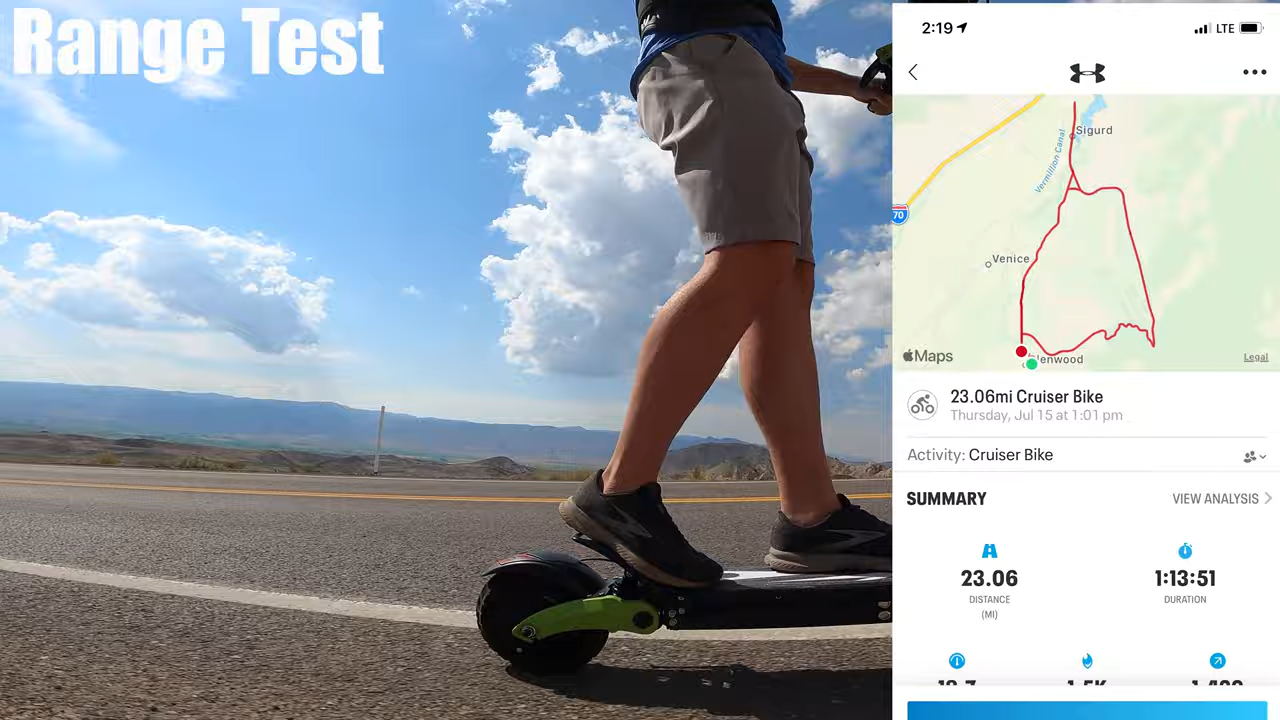 Range Test
2:19
LTE
Sigurd
Vermillion Canal
70
Venice
Maps
lenwood
Legal
23.06mi Cruiser Bike
Thursday, Jul 15 at 1:01 pm
Activity: Cruiser Bike
SUMMARY
VIEW ANALYSIS
23.06
1:13:51
DISTANCE
DURATION
(MI)